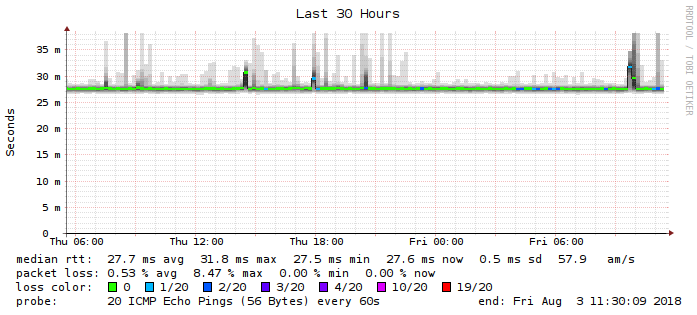 Last 30 Hours
RRDTOOL / TOBI OETIKER
Seconds
35 m
30 m
25 m
20 m
15 m
10 m
5 m
0
Thu 06:00 Thu 12:00 Thu 18:00 Fri 00:00 Fri 06:00
median rtt: 27.7 ms avg 31.8 ms max 27.5 ms min 27.6 ms now 0.5 ms sd 57.9 am/s
packet loss: 0.53 % avg 8.47 % max 0.00 % min 0.00 % now
loss color: 0 1/20 2/20 3/20 4/20 10/20 19/20
probe: 20 ICMP Echo Pings (56 Bytes) every 60s end: Fri Aug 3 11:30:09 2018